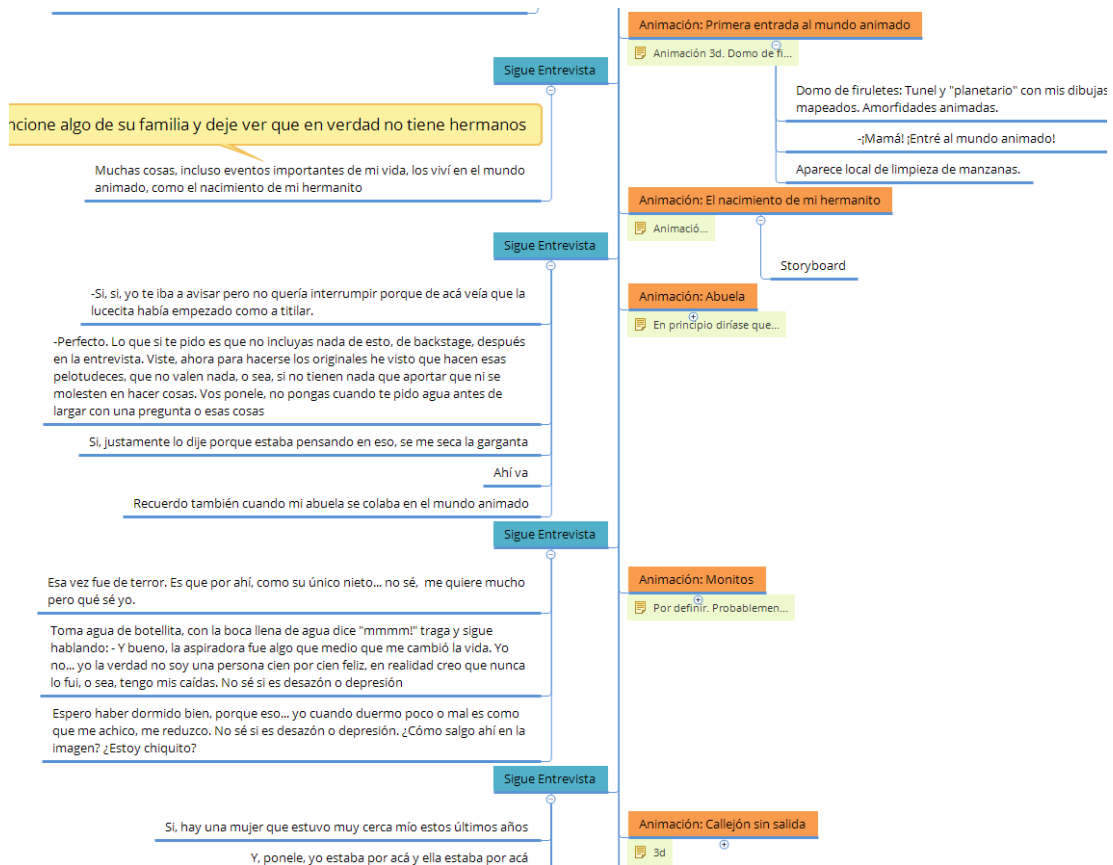 Animación: Primera entrada al mundo animado
Animación 3d. Domo de fi...
Sigue Entrevista
Domo de firuletes: Tunel y "planetario" con mis dibujas
mapeados. Amorfidades animadas.
ncione algo de su familia y deje ver que en verdad no tiene hermanos
-¡Mamá! ¡Entré al mundo animado!
Muchas cosas, incluso eventos importantes de mi vida, los viví en el mundo
animado, como el nacimiento de mi hermanito
Aparece local de limpieza de manzanas.
Animación: El nacimiento de mi hermanito
Animació...
Sigue Entrevista
Storyboard
-Si, si, yo te iba a avisar pero no quería interrumpir porque de acá veía que la
lucecita había empezado como a titilar.
Animación: Abuela
En principio diríase que...
-Perfecto. Lo que si te pido es que no incluyas nada de esto, de backstage, después
en la entrevista. Viste, ahora para hacerse los originales he visto que hacen esas
pelotudeces, que no valen nada, o sea, si no tienen nada que aportar que ni se
molesten en hacer cosas. Vos ponele, no pongas cuando te pido agua antes de
largar con una pregunta o esas cosas
Si, justamente lo dije porque estaba pensando en eso, se me seca la garganta
Ahí va
Recuerdo también cuando mi abuela se colaba en el mundo animado
Sigue Entrevista
Esa vez fue de terror. Es que por ahí, como su único nieto... no sé,  me quiere mucho
pero qué sé yo.
Animación: Monitos
Por definir. Probablemen...
Toma agua de botellita, con la boca llena de agua dice "mmmm!" traga y sigue
hablando: - Y bueno, la aspiradora fue algo que medio que me cambió la vida. Yo
no... yo la verdad no soy una persona cien por cien feliz, en realidad creo que nunca
lo fui, o sea, tengo mis caídas. No sé si es desazón o depresión
Espero haber dormido bien, porque eso... yo cuando duermo poco o mal es como
que me achico, me reduzco. No sé si es desazón o depresión. ¿Cómo salgo ahí en la
imagen? ¿Estoy chiquito?
Sigue Entrevista
Si, hay una mujer que estuvo muy cerca mío estos últimos años
Animación: Callejón sin salida
3d
Y, ponele, yo estaba por acá y ella estaba por acá